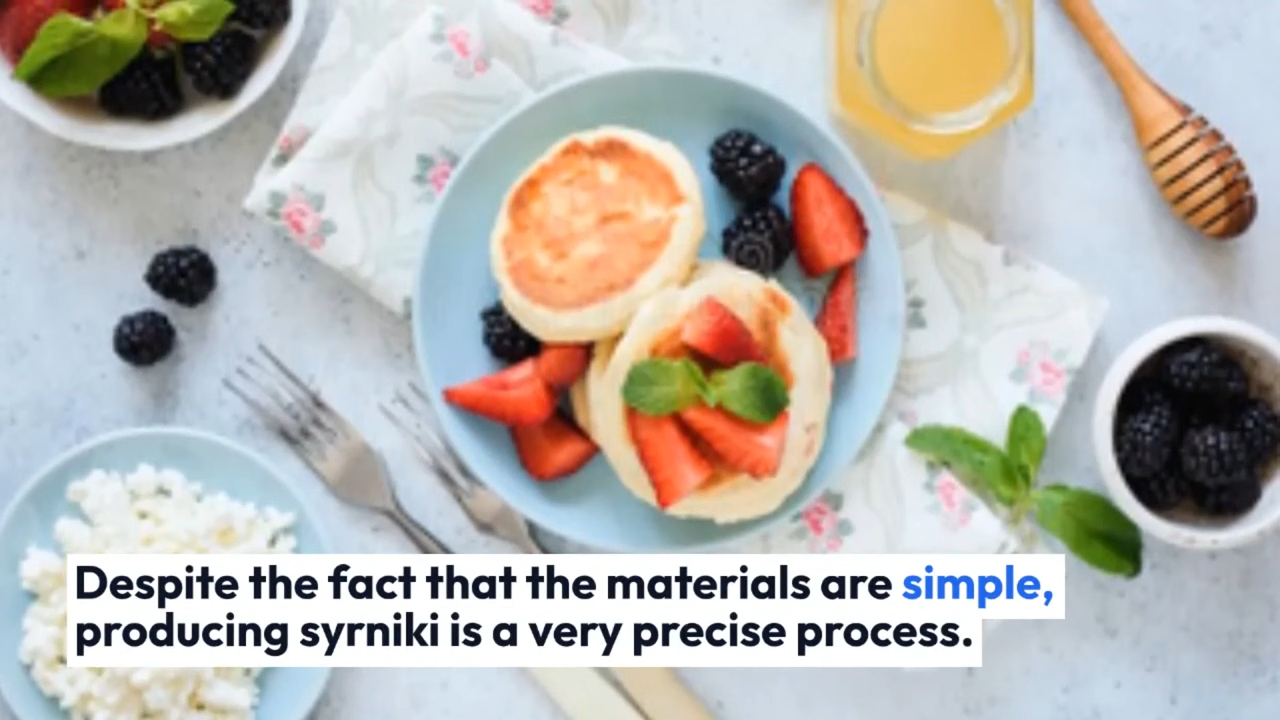 Despite the fact that the materials are simple,
producing syrniki is a very precise process.